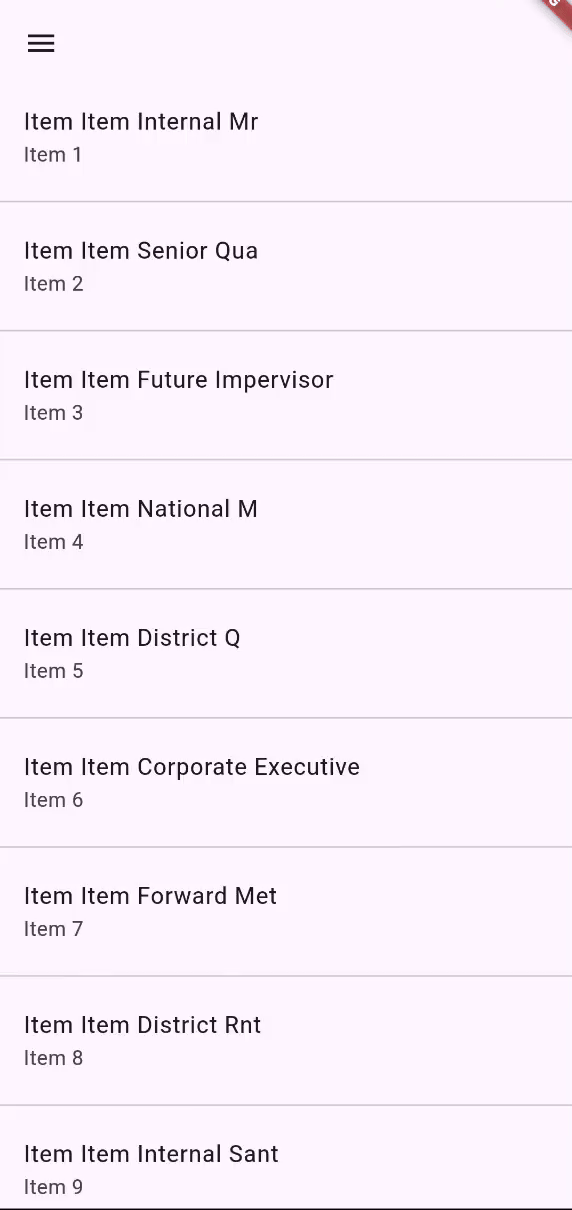 Item Item Internal Mr
Item 1
Item Item Senior Qua
Item 2
Item Item Future Impervisor
Item 3
Item Item National M
Item 4
Item Item District Q
Item 5
Item Item Corporate Executive
Item 6
Item Item Forward Met
Item 7
Item Item District Rnt
Item 8
Item Item Internal Sant
Item 9